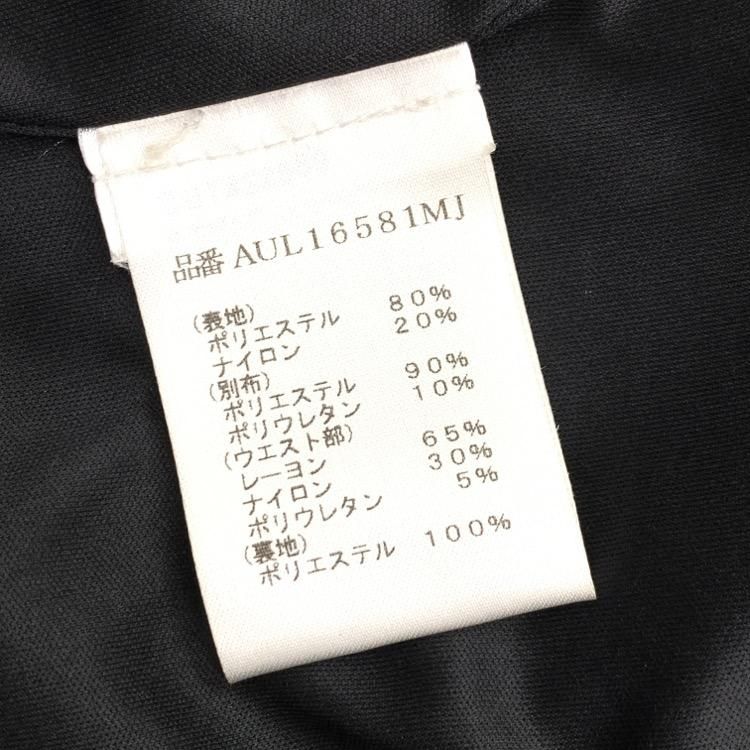 品番 AUL16581MJ
(表地)
ポリエステル 80%
ナイロン 20%
(別布)
ポリエステル 90%
ポリウレタン 10%
(ウエスト部)
レーヨン 65%
ナイロン 30%
ポリウレタン 5%
(裏地)
ポリエステル 100%